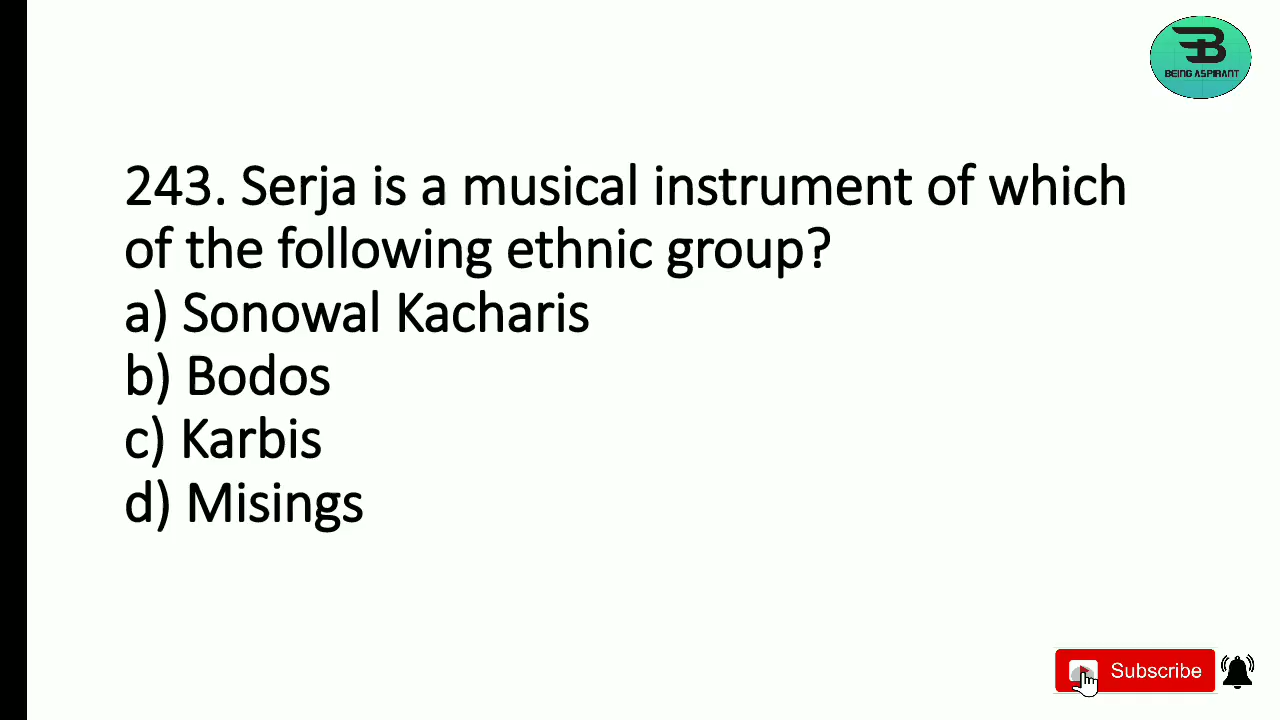 BEING ASPIRANT
243. Serja is a musical instrument of which
of the following ethnic group?
a) Sonowal Kacharis
b) Bodos
c) Karbis
d) Misings
Subscribe